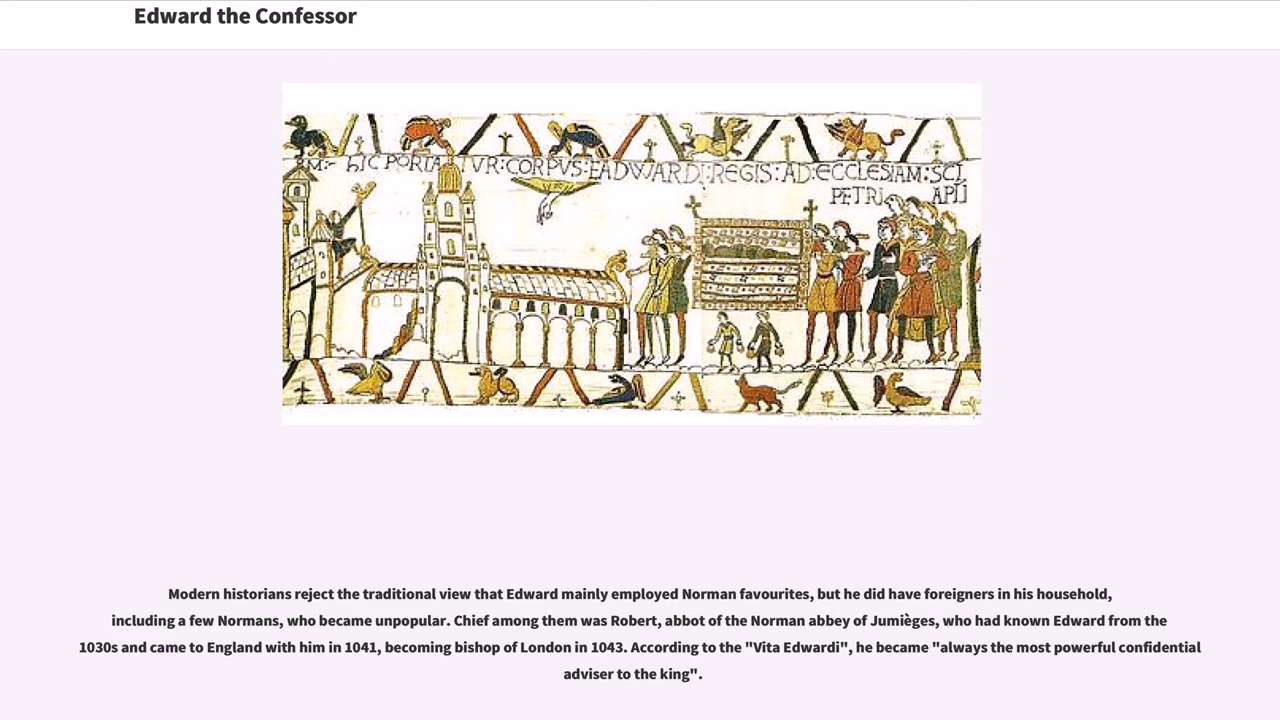 Edward the Confessor
M: hIC PORTATVR: CORPVS: EADWARDI: REGIS: AD: ECCLESIAM: SCI
PETRI APLI
Modern historians reject the traditional view that Edward mainly employed Norman favourites, but he did have foreigners in his household,
including a few Normans, who became unpopular. Chief among them was Robert, abbot of the Norman abbey of Jumièges, who had known Edward from the
1030s and came to England with him in 1041, becoming bishop of London in 1043. According to the "Vita Edwardi", he became "always the most powerful confidential
adviser to the king".